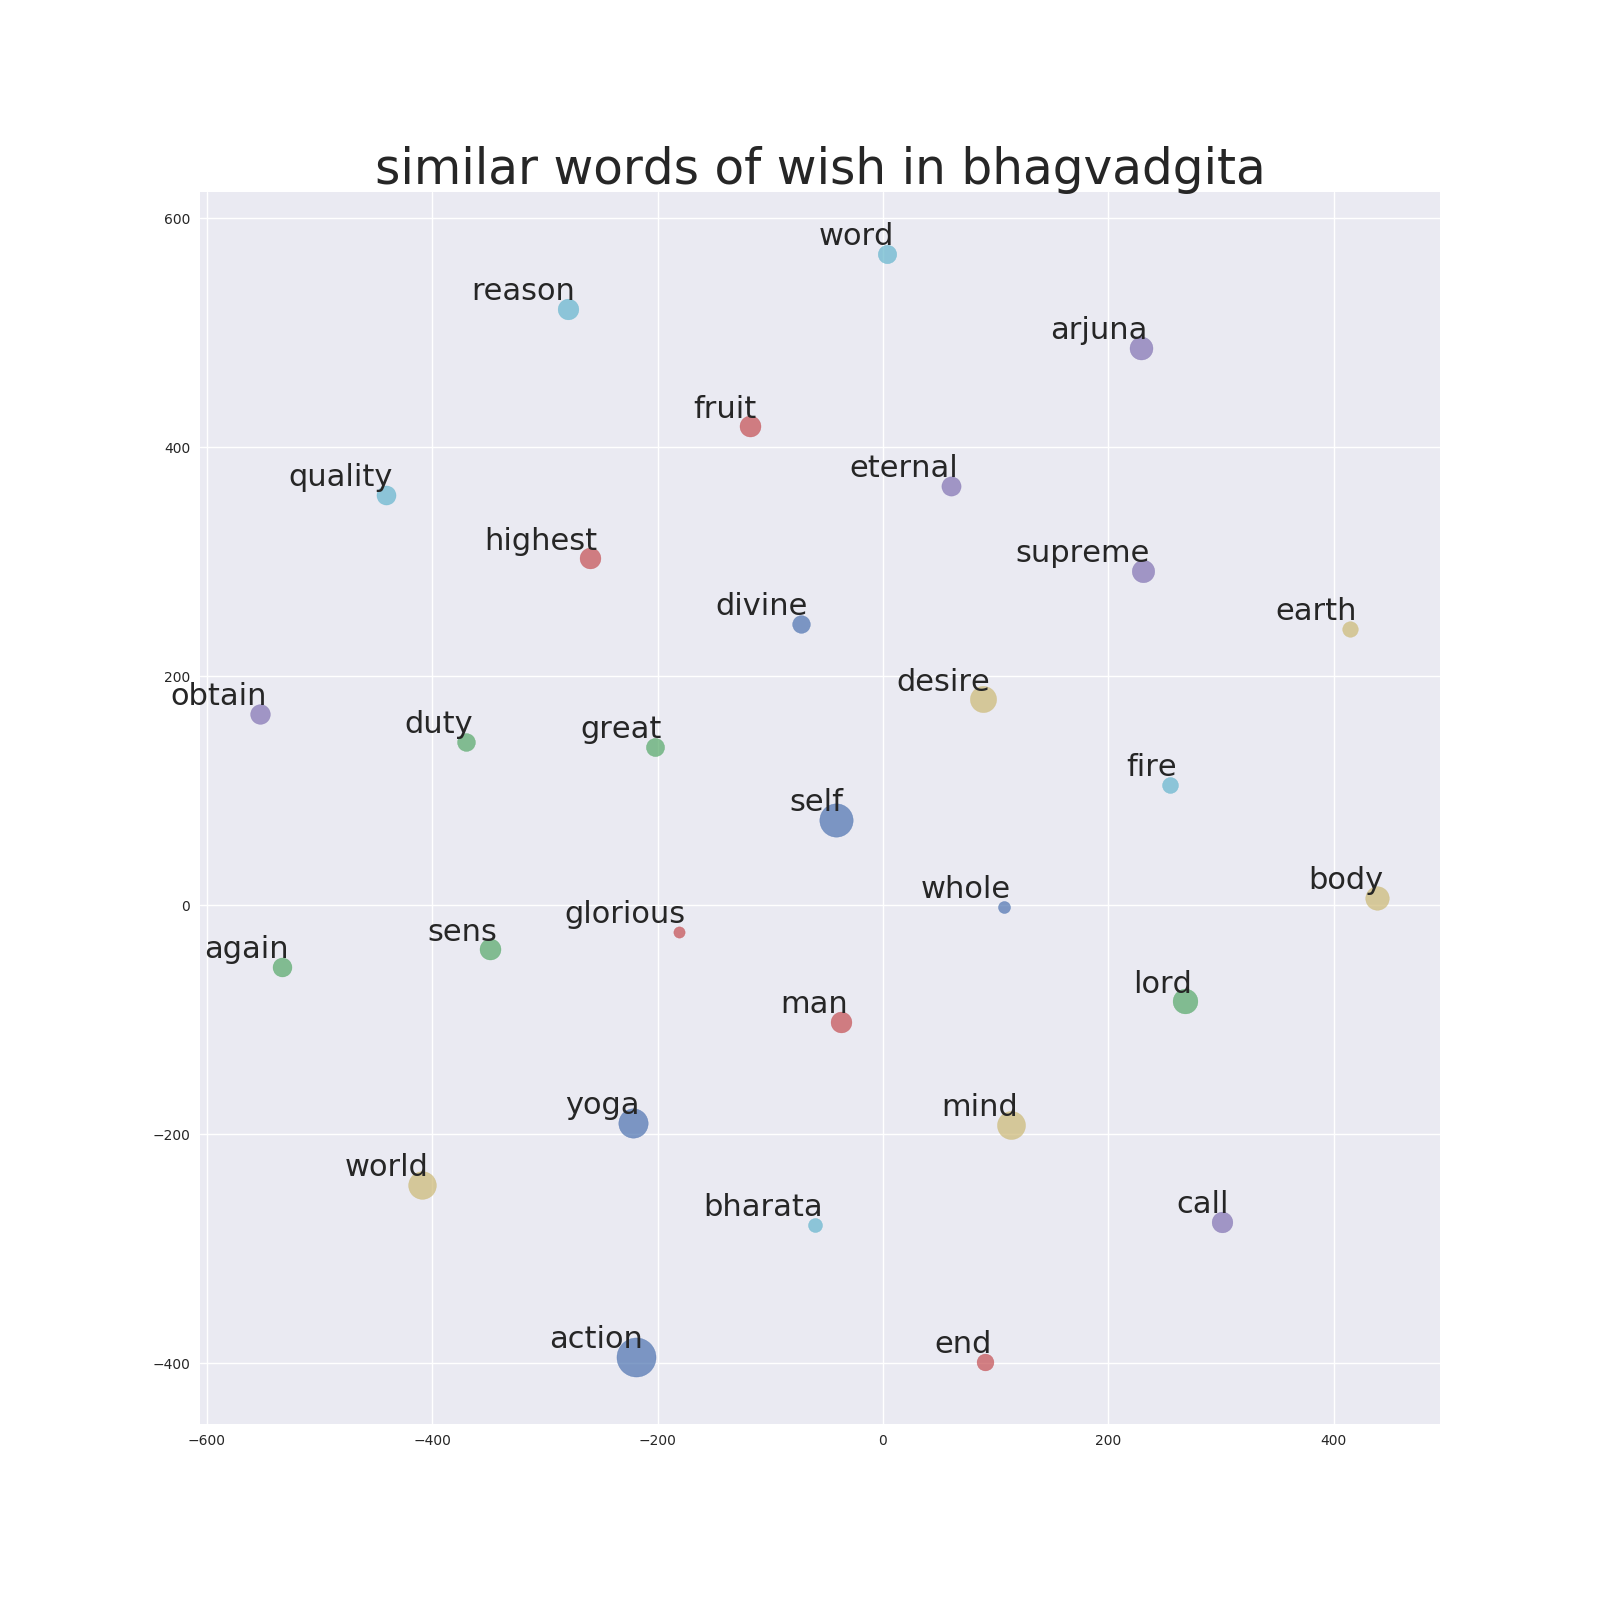 similar words of wish in bhagvadgita
600
word
reason
arjuna
fruit
400
eternal
quality
highest
supreme
divine
earth
200
desire
obtain
duty
great
fire
self
body
whole
0
glorious
sens
again
lord
man
yoga
mind
−200
world
bharata
call
action
end
−400
−600
−400
−200
0
200
400